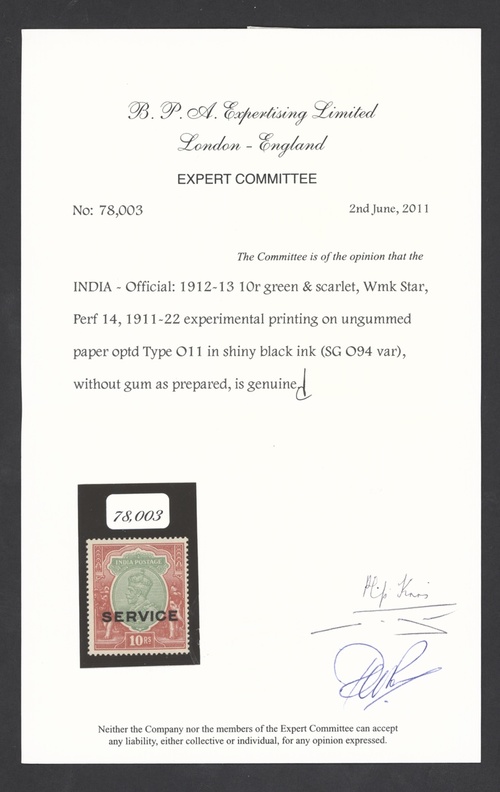 B. P. A. Expertising Limited
London - England
EXPERT COMMITTEE
No: 78,003 2nd June, 2011
The Committee is of the opinion that the
INDIA - Official: 1912-13 10r green & scarlet, Wmk Star,
Perf 14, 1911-22 experimental printing on ungummed
paper optd Type O11 in shiny black ink (SG O94 var),
without gum as prepared, is genuine
78,003
INDIA POSTAGE
SERVICE
10 RS
Neither the Company nor the members of the Expert Committee can accept
any liability, either collective or individual, for any opinion expressed.